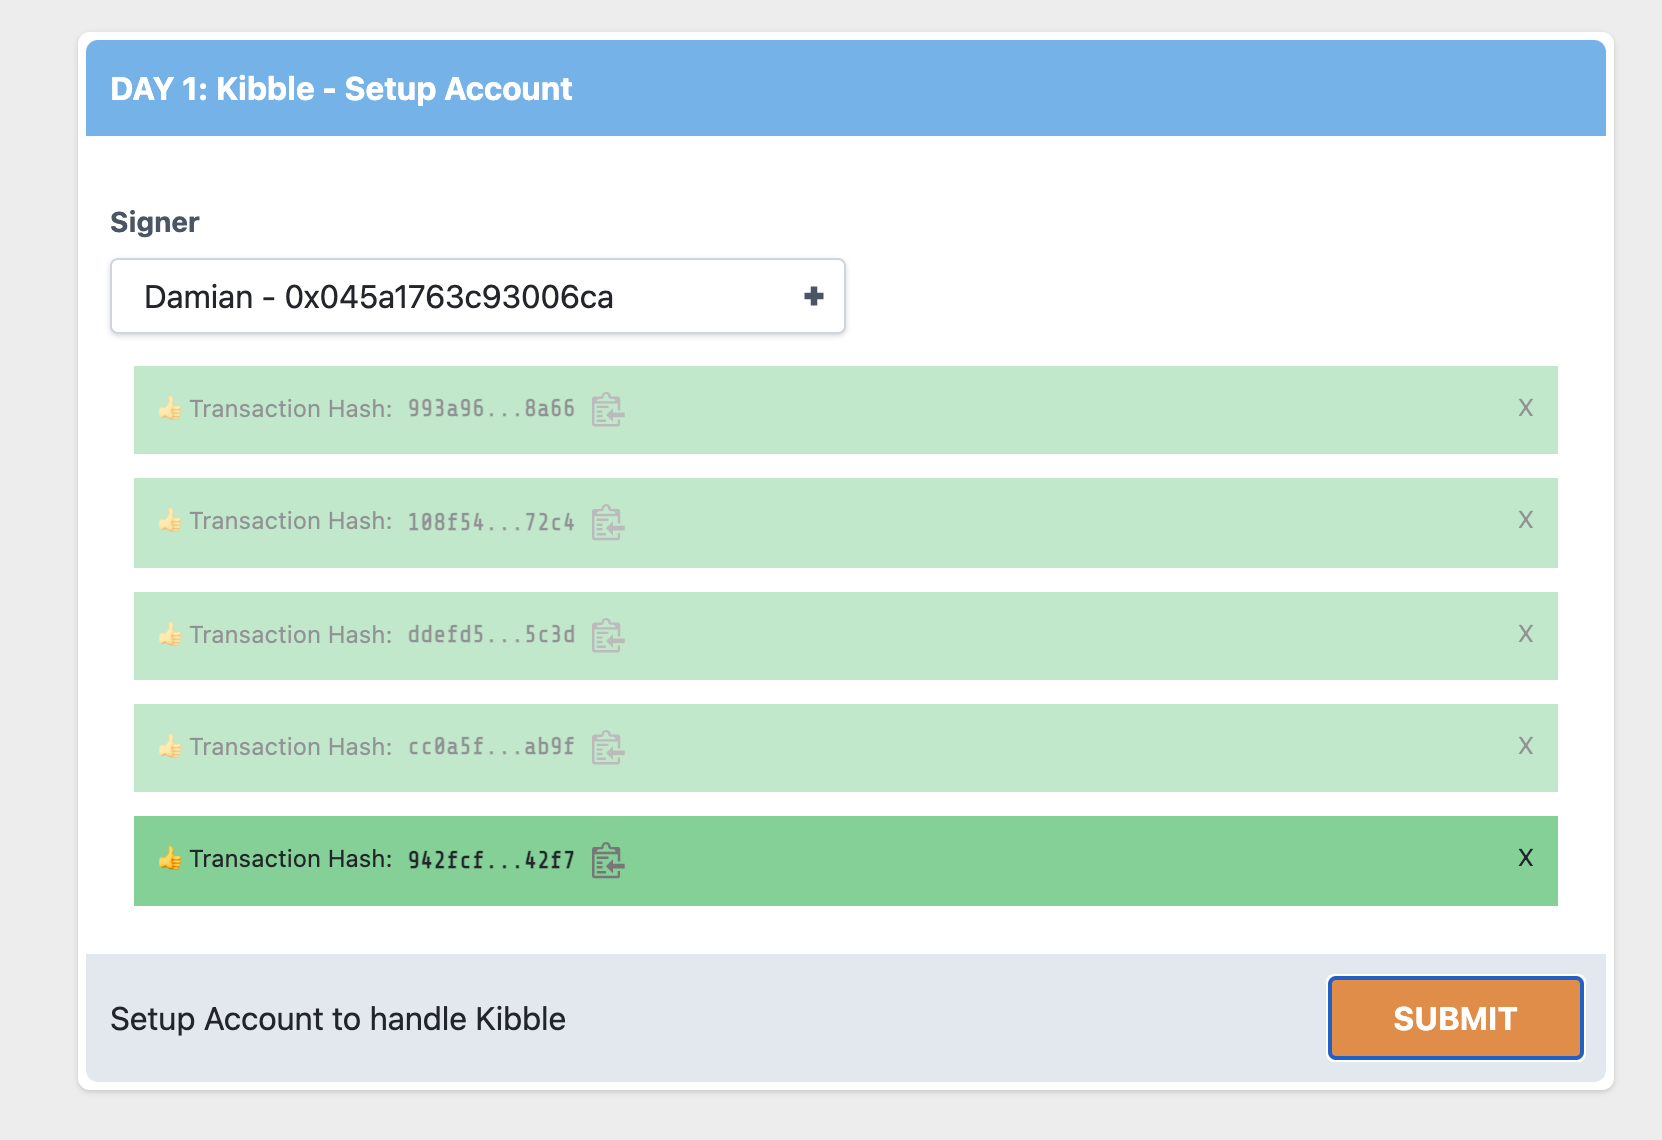 DAY 1: Kibble - Setup Account
Signer
Damian - 0x045a1763c93006ca
Transaction Hash: 993a96...8a66 X
Transaction Hash: 108f54...72c4 X
Transaction Hash: ddefd5...5c3d X
Transaction Hash: cc0a5f...ab9f X
Transaction Hash: 942fcf...42f7 X
Setup Account to handle Kibble SUBMIT